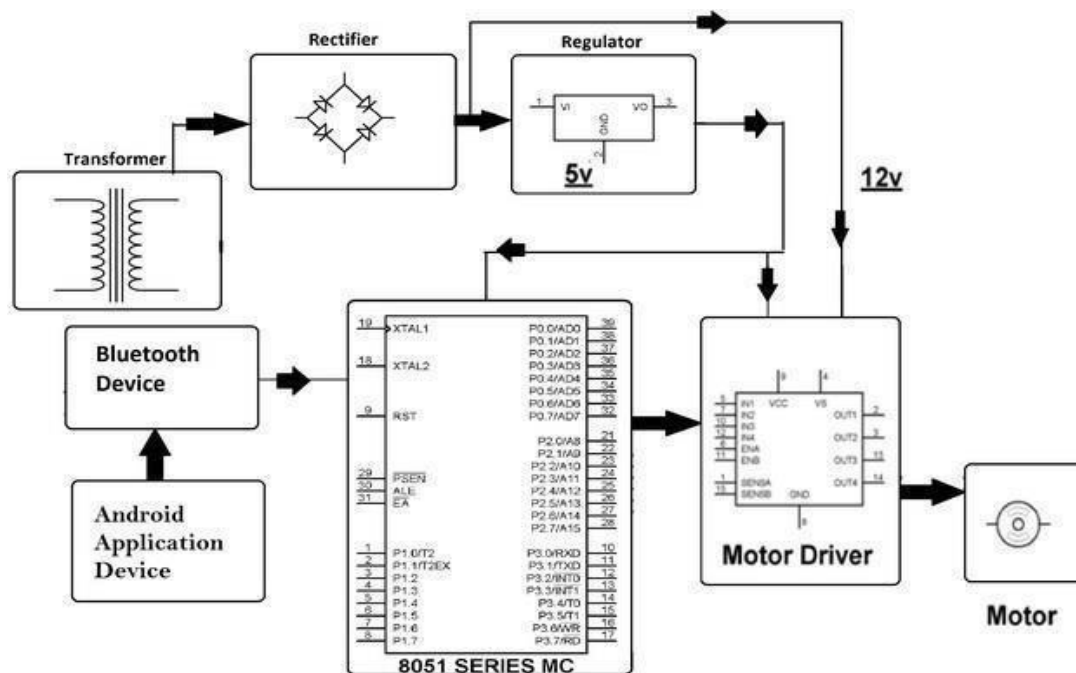 Rectifier
Regulator
1
VI
VO
3
GND
2
5v
12v
Transformer
Bluetooth
Device
Android
Application
Device
19
XTAL1
18
XTAL2
9
RST
29
PSEN
30
ALE
31
EA
1
P1.0/T2
2
P1.1/T2EX
3
P1.2
4
P1.3
5
P1.4
6
P1.5
7
P1.6
8
P1.7
P0.0/AD0
39
P0.1/AD1
38
P0.2/AD2
37
P0.3/AD3
36
P0.4/AD4
35
P0.5/AD5
34
P0.6/AD6
33
P0.7/AD7
32
P2.0/A8
21
P2.1/A9
22
P2.2/A10
23
P2.3/A11
24
P2.4/A12
25
P2.5/A13
26
P2.6/A14
27
P2.7/A15
28
P3.0/RXD
10
P3.1/TXD
11
P3.2/INT0
12
P3.3/INT1
13
P3.4/T0
14
P3.5/T1
15
P3.6/WR
16
P3.7/RD
17
8051 SERIES MC
9
4
VCC
VS
5
IN1
7
IN2
10
IN3
12
IN4
6
ENA
11
ENB
1
SENSA
15
SENSB
OUT1
2
OUT2
3
OUT3
13
OUT4
14
GND
8
Motor Driver
Motor